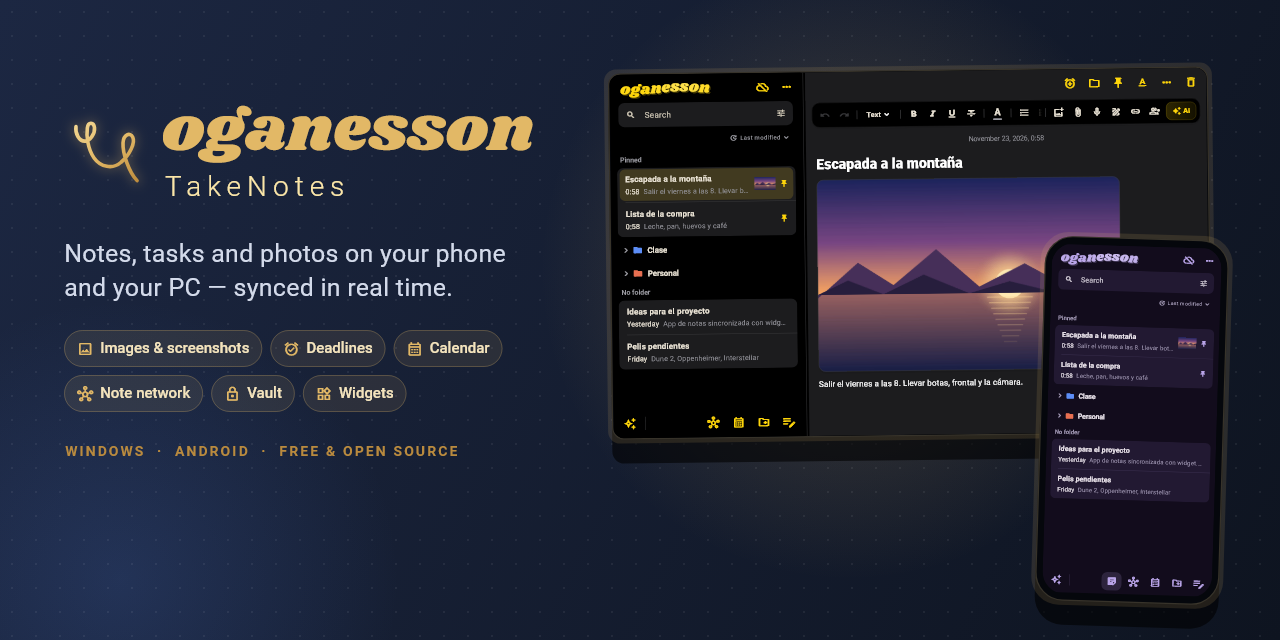 oganesson
TakeNotes
Notes, tasks and photos on your phone
and your PC — synced in real time.
Images & screenshots
Deadlines
Calendar
Note network
Vault
Widgets
WINDOWS · ANDROID · FREE & OPEN SOURCE
oganesson
Search
Last modified
Pinned
Escapada a la montaña
0:58 Salir el viernes a las 8. Llevar b...
Lista de la compra
0:58 Leche, pan, huevos y café
Clase
Personal
No folder
Ideas para el proyecto
Yesterday App de notas sincronizada con widg...
Pelis pendientes
Friday Dune 2, Oppenheimer, Interstellar
Text
B I U S A
AI
November 23, 2026, 0:58
Escapada a la montaña
Salir el viernes a las 8. Llevar botas, frontal y la cámara.
oganesson
Search
Last modified
Pinned
Escapada a la montaña
0:58 Salir el viernes a las 8. Llevar bot...
Lista de la compra
0:58 Leche, pan, huevos y café
Clase
Personal
No folder
Ideas para el proyecto
Yesterday App de notas sincronizada con widget...
Pelis pendientes
Friday Dune 2, Oppenheimer, Interstellar